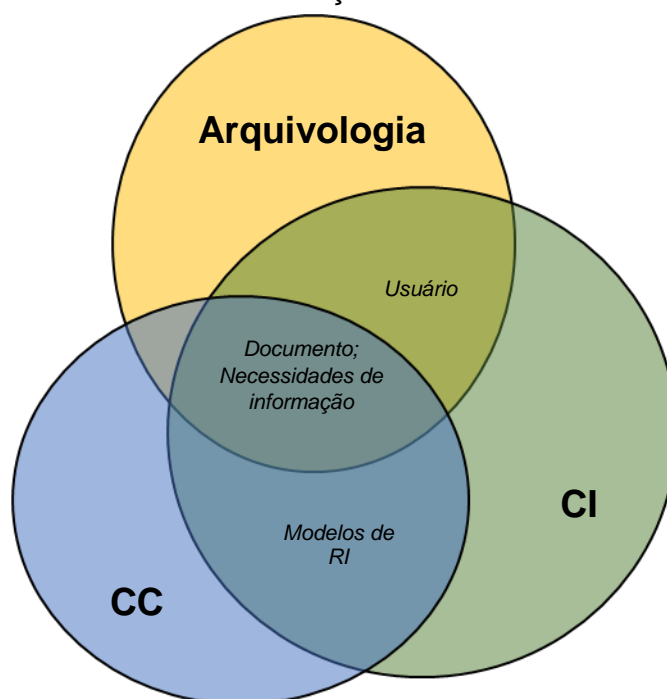 Arquivologia
Usuário
Documento;
Necessidades de
informação
CI
Modelos de
RI
CC